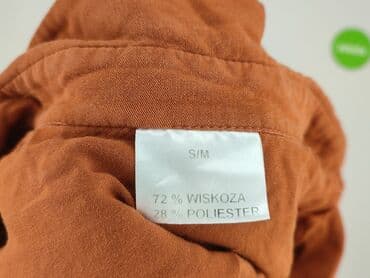 S/M
72 % WISKOZA
28 % POLIESTER